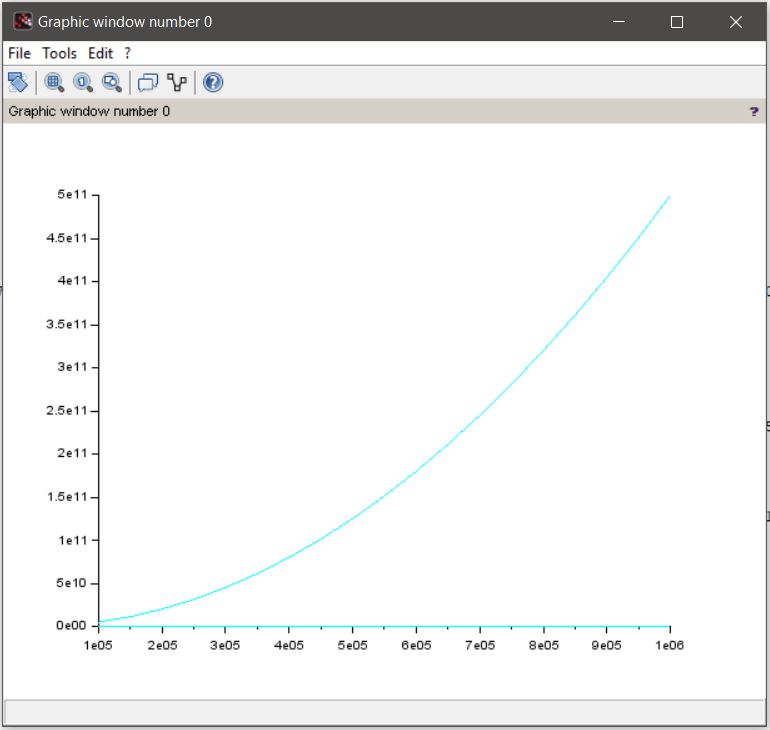 Graphic window number 0
File Tools Edit ?
Graphic window number 0 ?
5e11
4.5e11
4e11
3.5e11
3e11
2.5e11
2e11
1.5e11
1e11
5e10
0e00
1e05 2e05 3e05 4e05 5e05 6e05 7e05 8e05 9e05 1e06